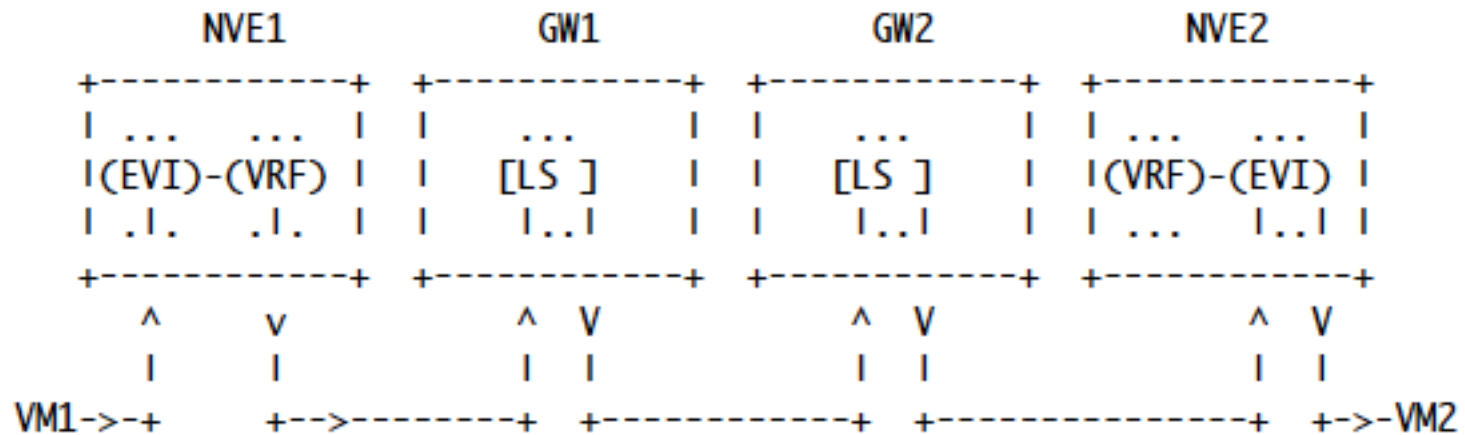 NVE1              GW1              GW2             NVE2
      +------------+  +------------+  +------------+  +------------+
      | ...   ...  |  |     ...    |  |     ...    |  | ...   ...  |
      |(EVI)-(VRF) |  |   [LS ]    |  |   [LS ]    |  |(VRF)-(EVI) |
      | .|.   .|.  |  |    |..|    |  |    |..|    |  | ...   |..| |
      +------------+  +------------+  +------------+  +------------+
         ^     v           ^  V            ^  V               ^  V
         |     |           |  |            |  |               |  |
   VM1->-+     +-->--------+  +------------+  +---------------+  +->-VM2